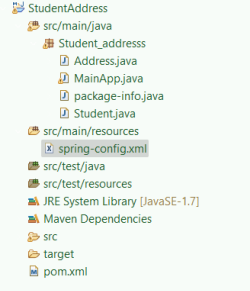 StudentAddress
src/main/java
Student_addresss
Address.java
MainApp.java
package-info.java
Student.java
src/main/resources
spring-config.xml
src/test/java
src/test/resources
JRE System Library [JavaSE-1.7]
Maven Dependencies
src
target
pom.xml